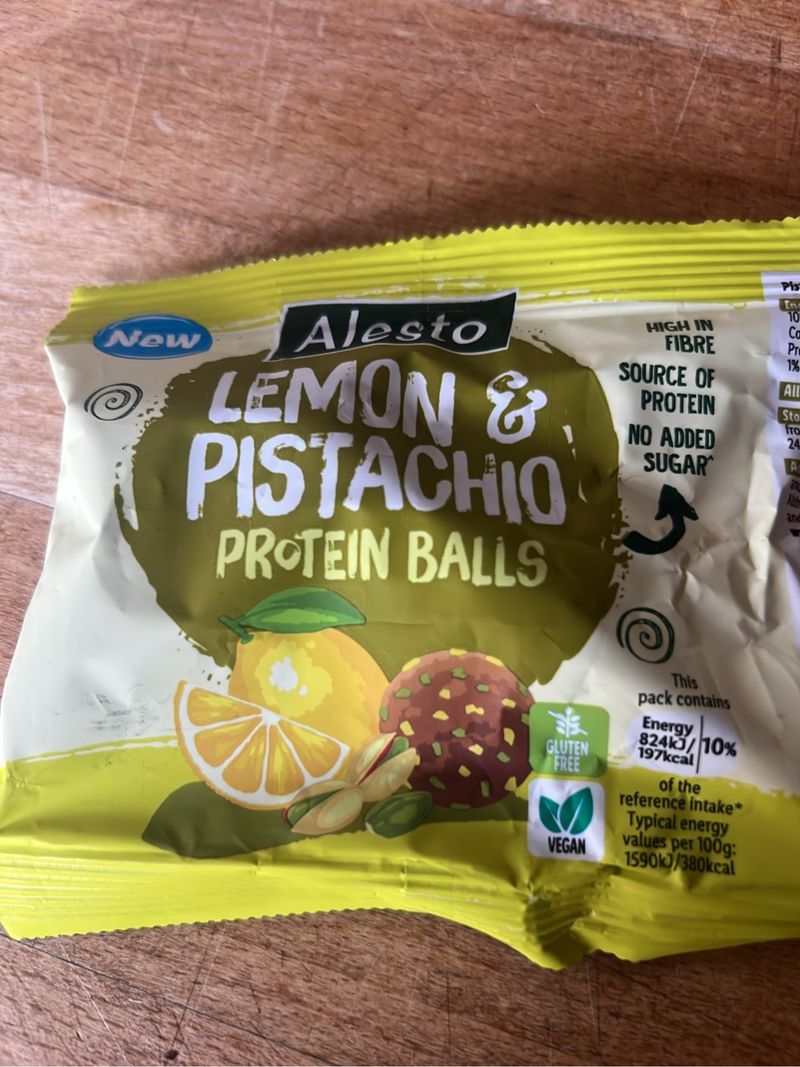 New
Alesto
LEMON &
PISTACHIO
PROTEIN BALLS
HIGH IN
FIBRE
SOURCE OF
PROTEIN
NO ADDED
SUGAR^
GLUTEN
FREE
VEGAN
This
pack contains
Energy
824kJ/
197kcal
10%
of the
reference intake*
Typical energy
values per 100g:
1590kJ/380kcal